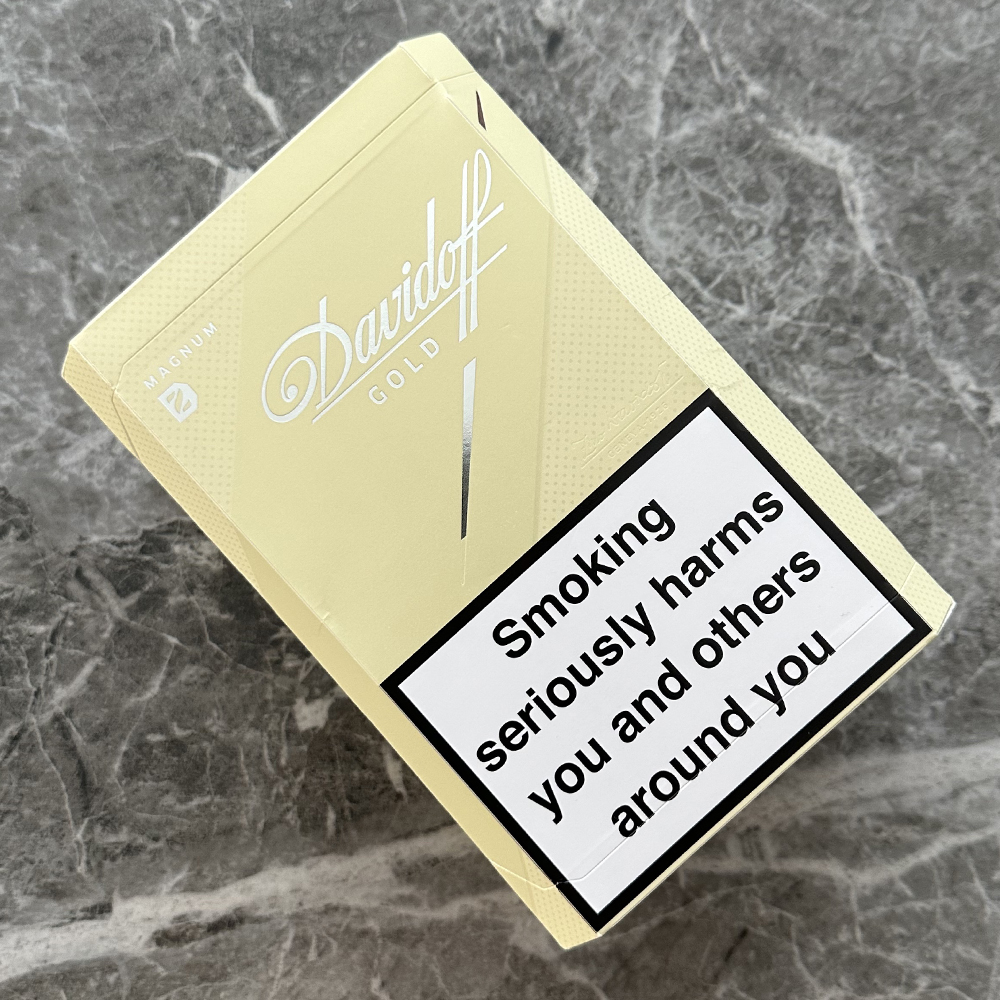 MAGNUM
Davidoff
GOLD
Smoking
seriously harms
you and others
around you